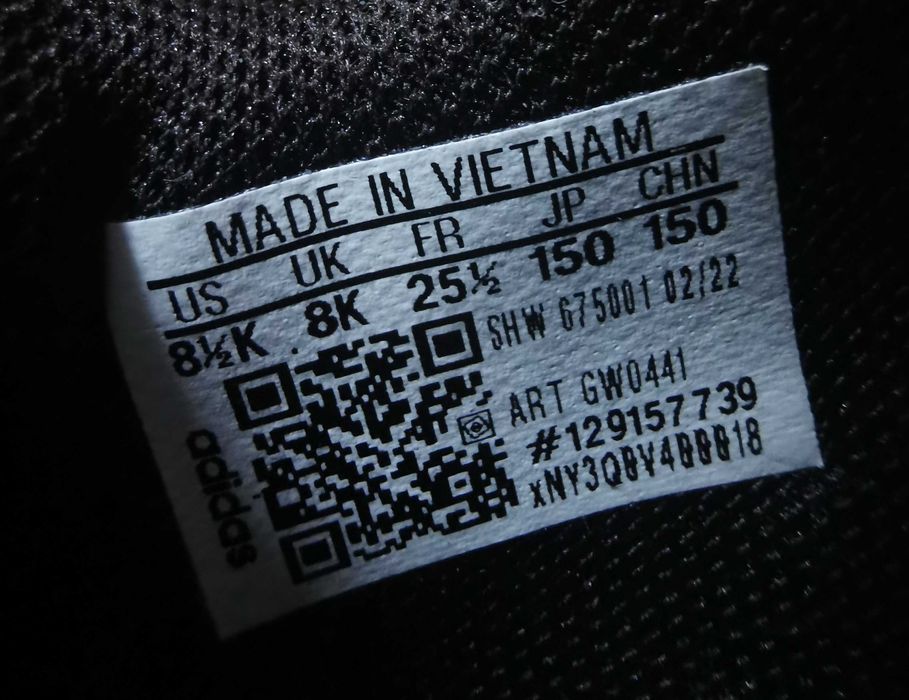 MADE IN VIETNAM
US UK FR JP CHN
8½K 8K 25½ 150 150
SHW 675001 02/22
ART GW0441
#129157739
xNY3Q0V400018
adidas